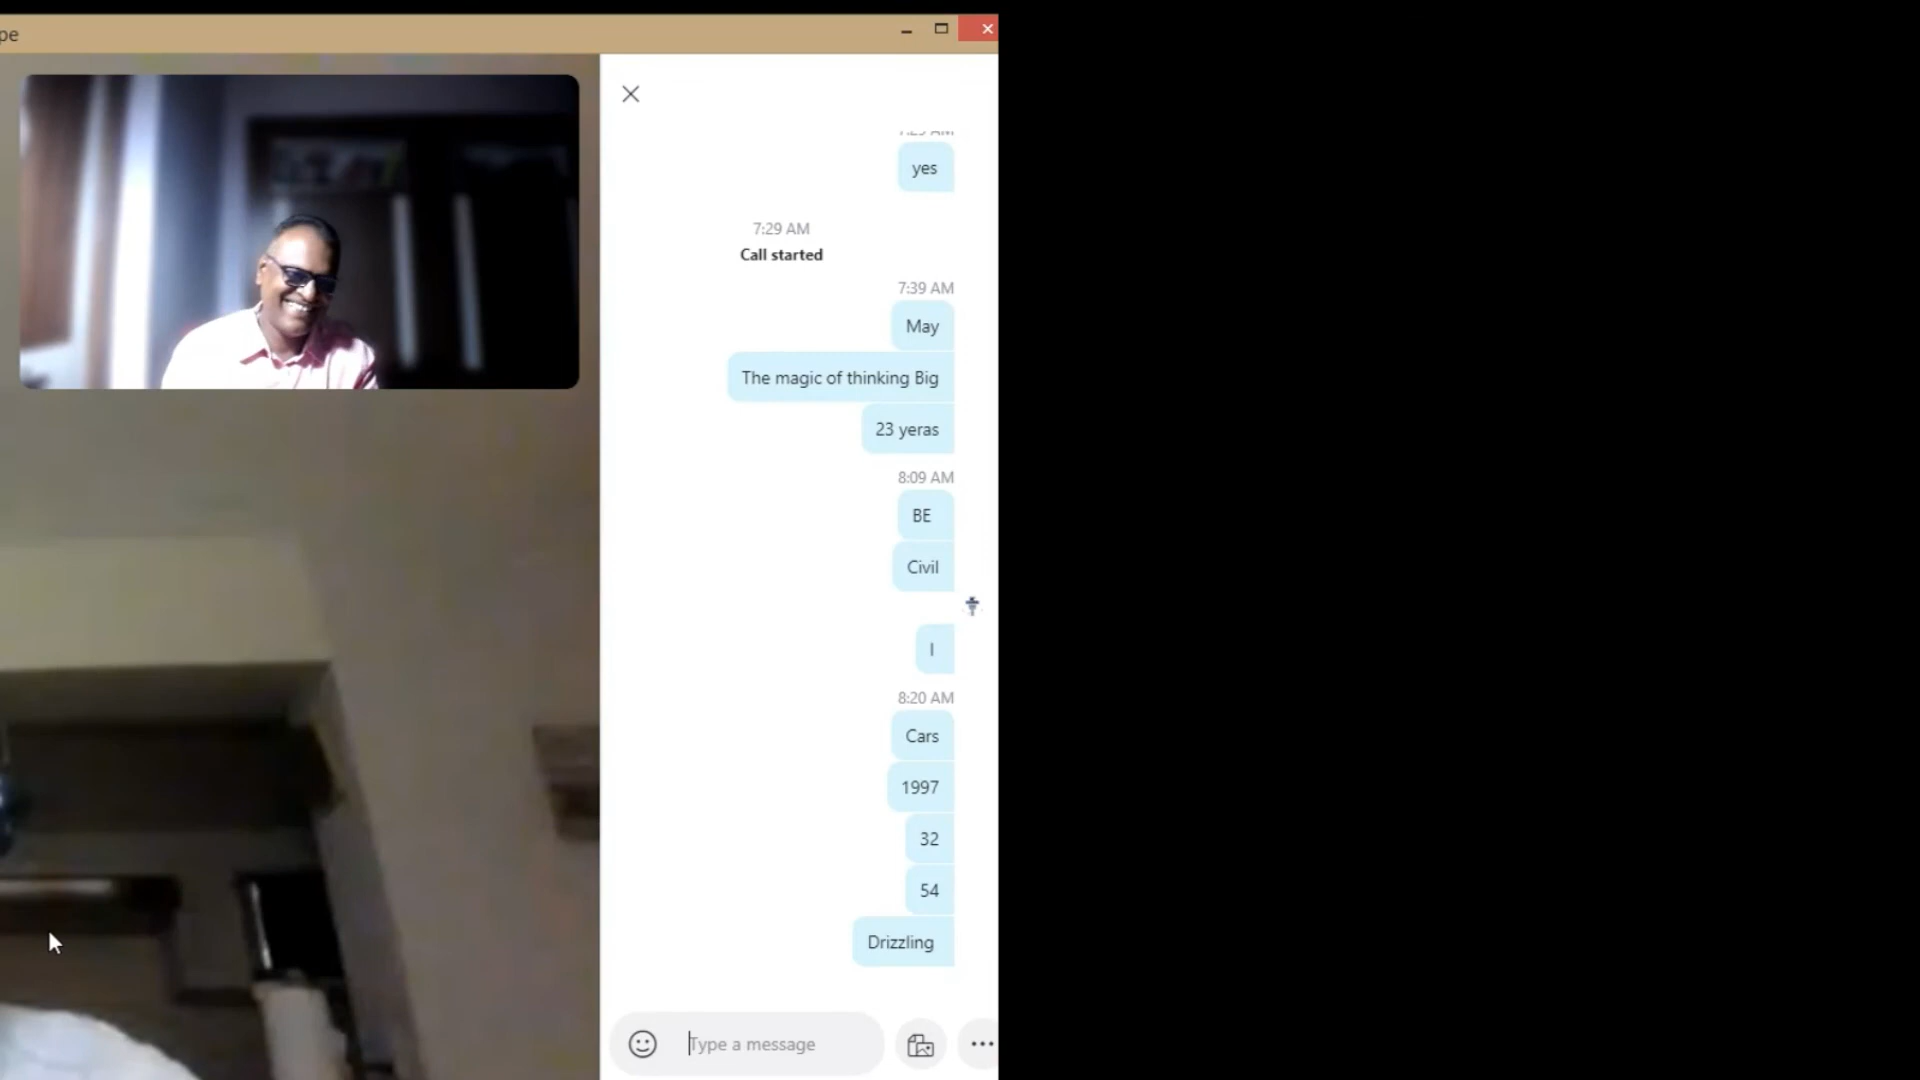 pe
yes
7:29 AM
Call started
7:39 AM
May
The magic of thinking Big
23 yeras
8:09 AM
BE
Civil
I
8:20 AM
Cars
1997
32
54
Drizzling
Type a message